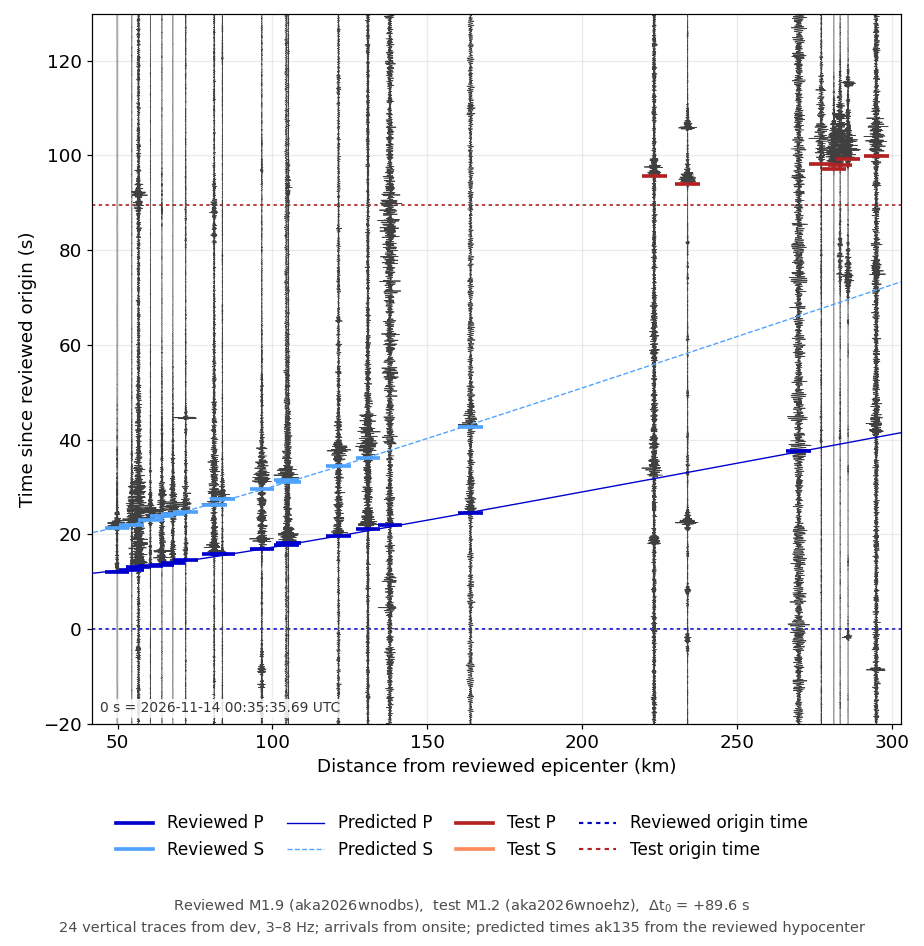 120
100
80
60
40
20
0
−20
Time since reviewed origin (s)
0 s = 2026-11-14 00:35:35.69 UTC
50
100
150
200
250
300
Distance from reviewed epicenter (km)
Reviewed P
Predicted P
Test P
Reviewed origin time
Reviewed S
Predicted S
Test S
Test origin time
Reviewed M1.9 (aka2026wnodbs), test M1.2 (aka2026wnoehz), Δt₀ = +89.6 s
24 vertical traces from dev, 3–8 Hz; arrivals from onsite; predicted times ak135 from the reviewed hypocenter